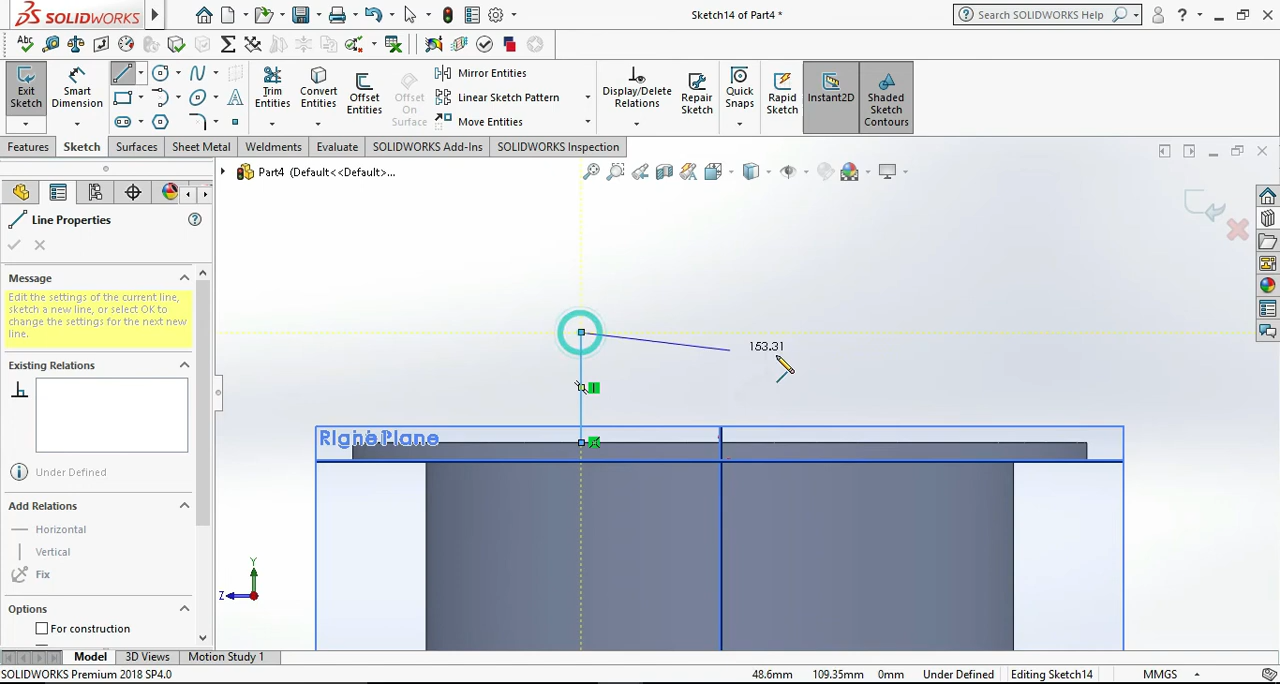 SOLIDWORKS
Sketch14 of Part4 *
Search SOLIDWORKS Help
Exit Sketch
Smart Dimension
Trim Entities
Convert Entities
Offset Entities
Offset On Surface
Mirror Entities
Linear Sketch Pattern
Move Entities
Display/Delete Relations
Repair Sketch
Quick Snaps
Rapid Sketch
Instant2D
Shaded Sketch Contours
Features
Sketch
Surfaces
Sheet Metal
Weldments
Evaluate
SOLIDWORKS Add-Ins
SOLIDWORKS Inspection
Part4 (Default<<Default>...
Line Properties
Message
Edit the settings of the current line,
sketch a new line, or select OK to
change the settings for the next new
line.
Existing Relations
Under Defined
Add Relations
Horizontal
Vertical
Fix
Options
For construction
153.31
Plane
Y
Z
Model
3D Views
Motion Study 1
SOLIDWORKS Premium 2018 SP4.0
48.6mm
109.35mm
0mm
Under Defined
Editing Sketch14
MMGS